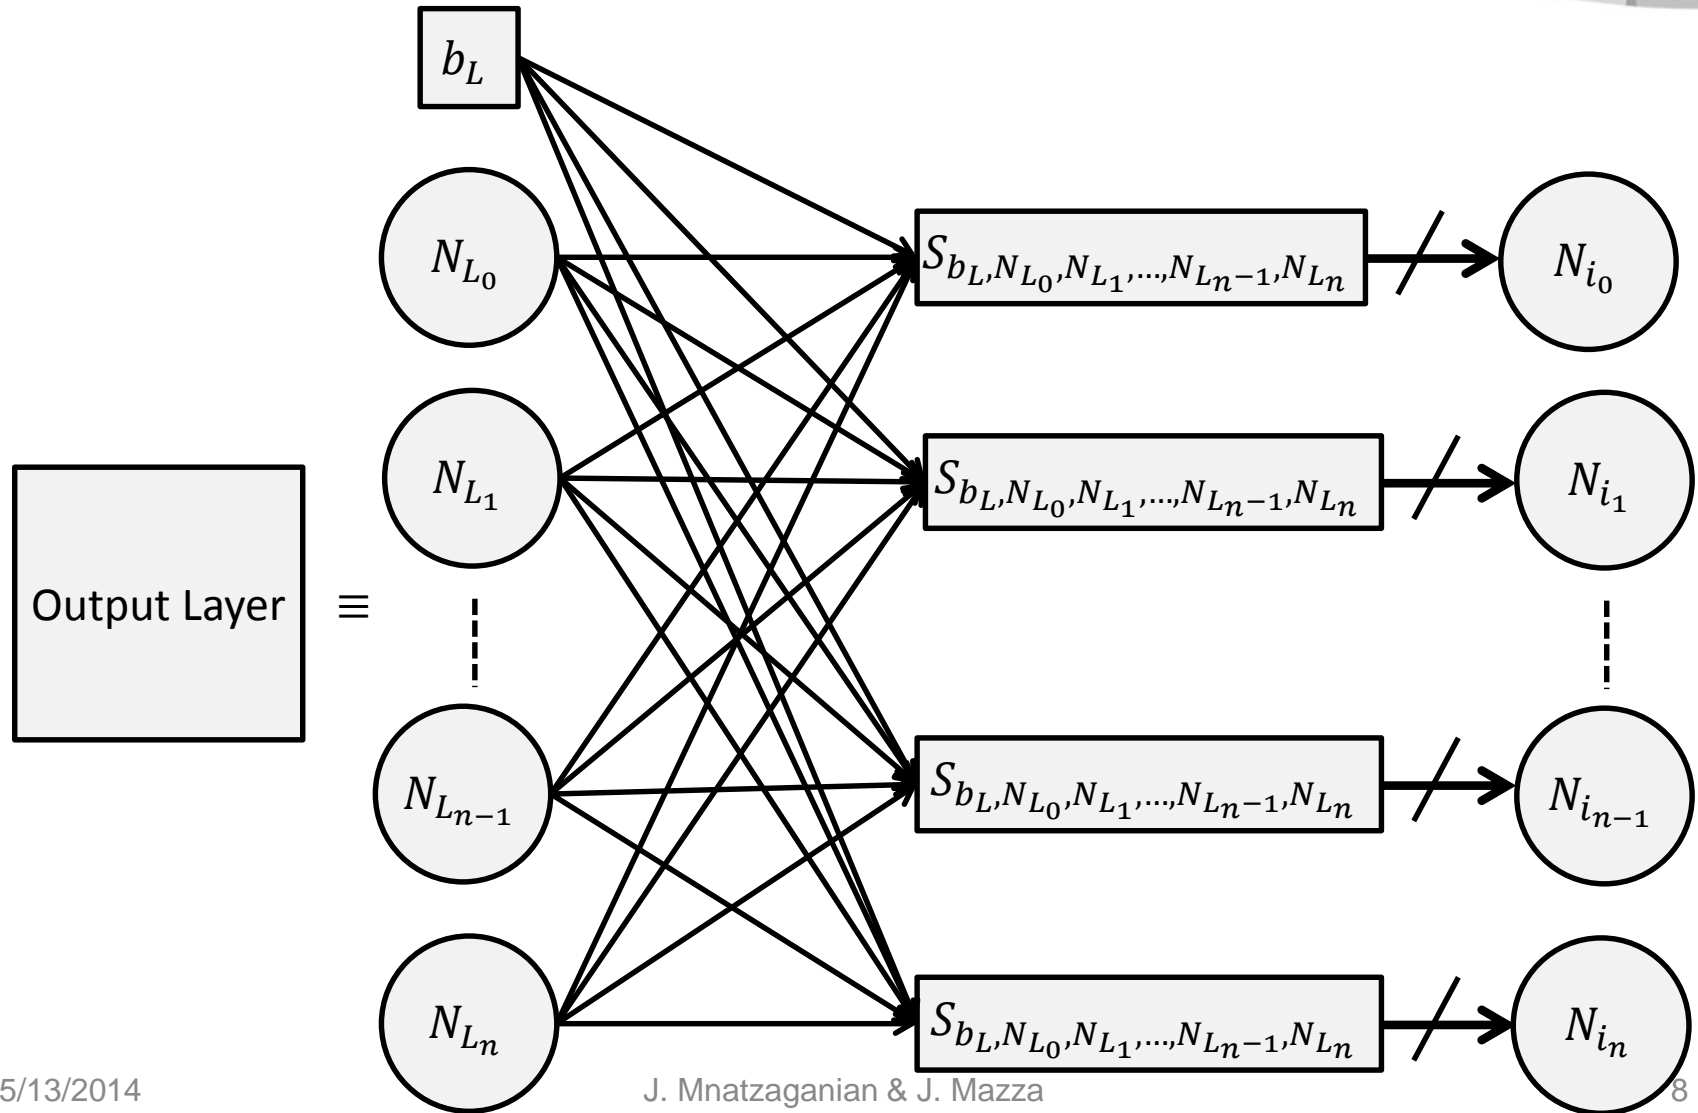 b_L
N_{L_0}
S_{b_L,N_{L_0},N_{L_1},…,N_{L_{n-1}},N_{L_n}}
N_{i_0}
N_{L_1}
S_{b_L,N_{L_0},N_{L_1},…,N_{L_{n-1}},N_{L_n}}
N_{i_1}
Output Layer ≡
N_{L_{n-1}}
S_{b_L,N_{L_0},N_{L_1},…,N_{L_{n-1}},N_{L_n}}
N_{i_{n-1}}
N_{L_n}
S_{b_L,N_{L_0},N_{L_1},…,N_{L_{n-1}},N_{L_n}}
N_{i_n}
5/13/2014
J. Mnatzaganian & J. Mazza
8